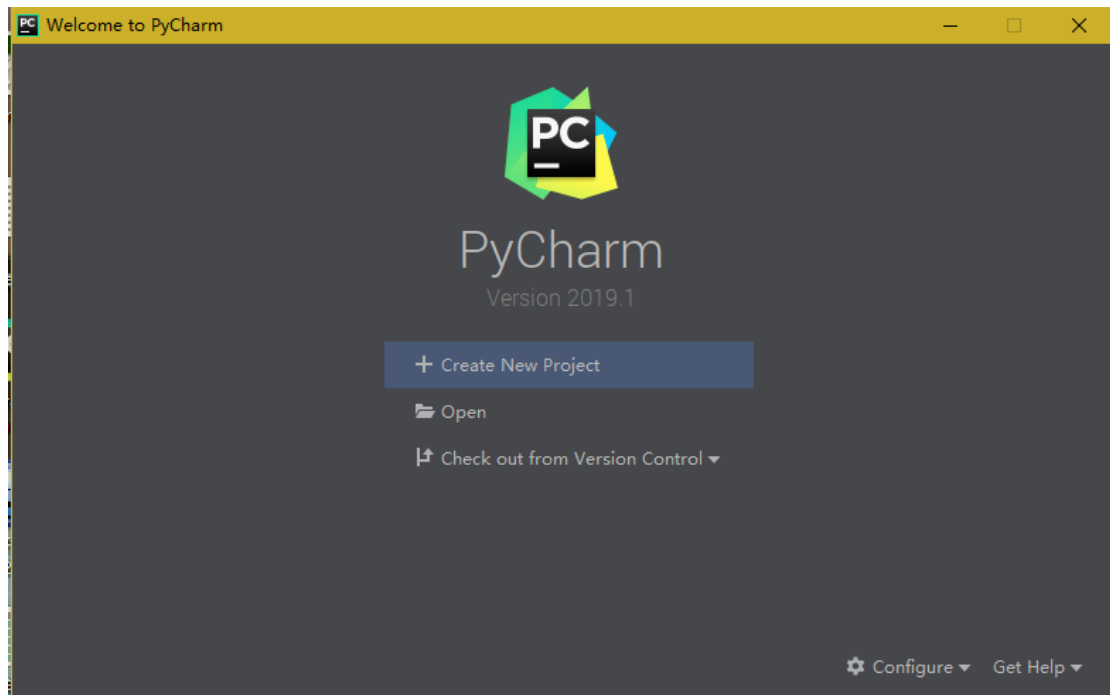 PC Welcome to PyCharm
PC
PyCharm
Version 2019.1
Create New Project
Open
Check out from Version Control
Configure Get Help